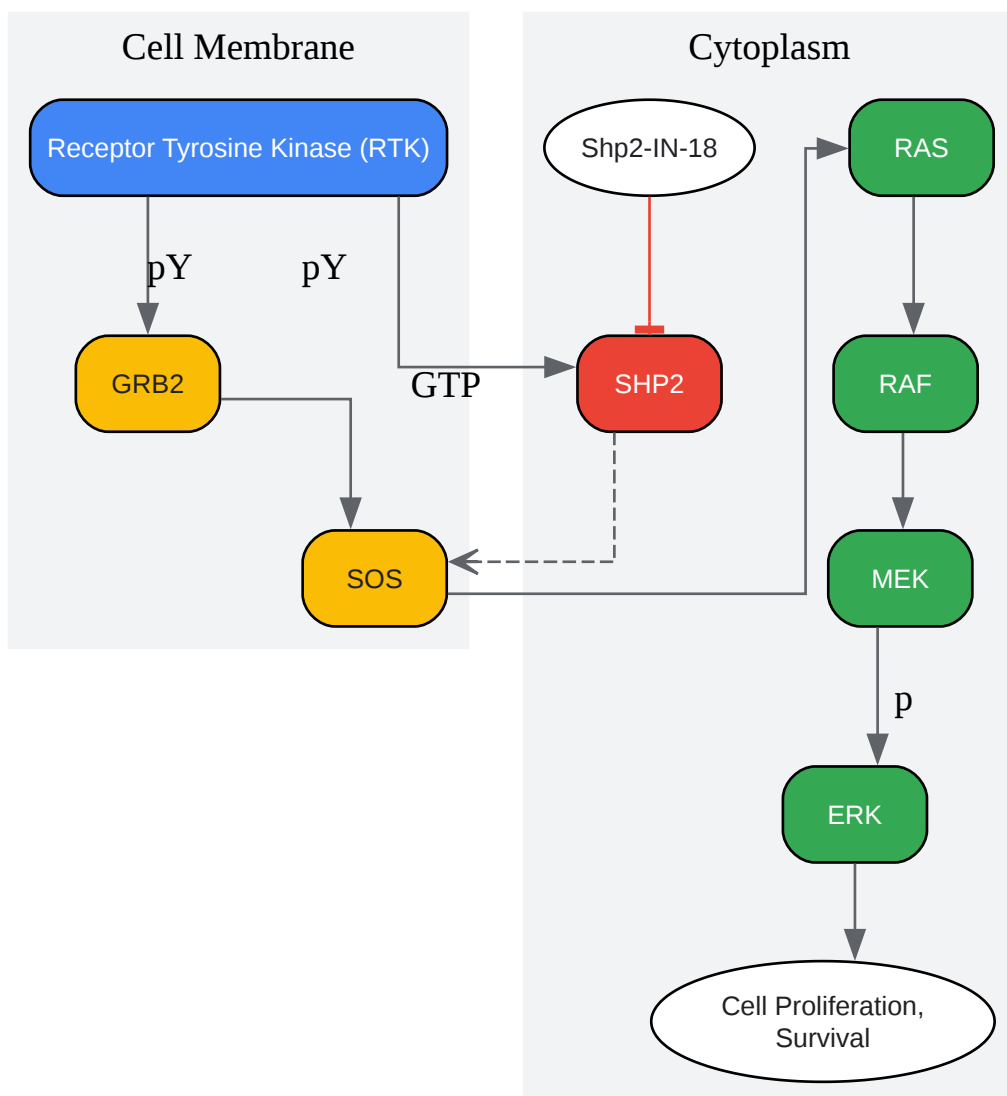 Cell Membrane
Cytoplasm
Receptor Tyrosine Kinase (RTK)
Shp2-IN-18
RAS
pY
pY
GRB2
GTP
SHP2
RAF
SOS
MEK
p
ERK
Cell Proliferation,
Survival